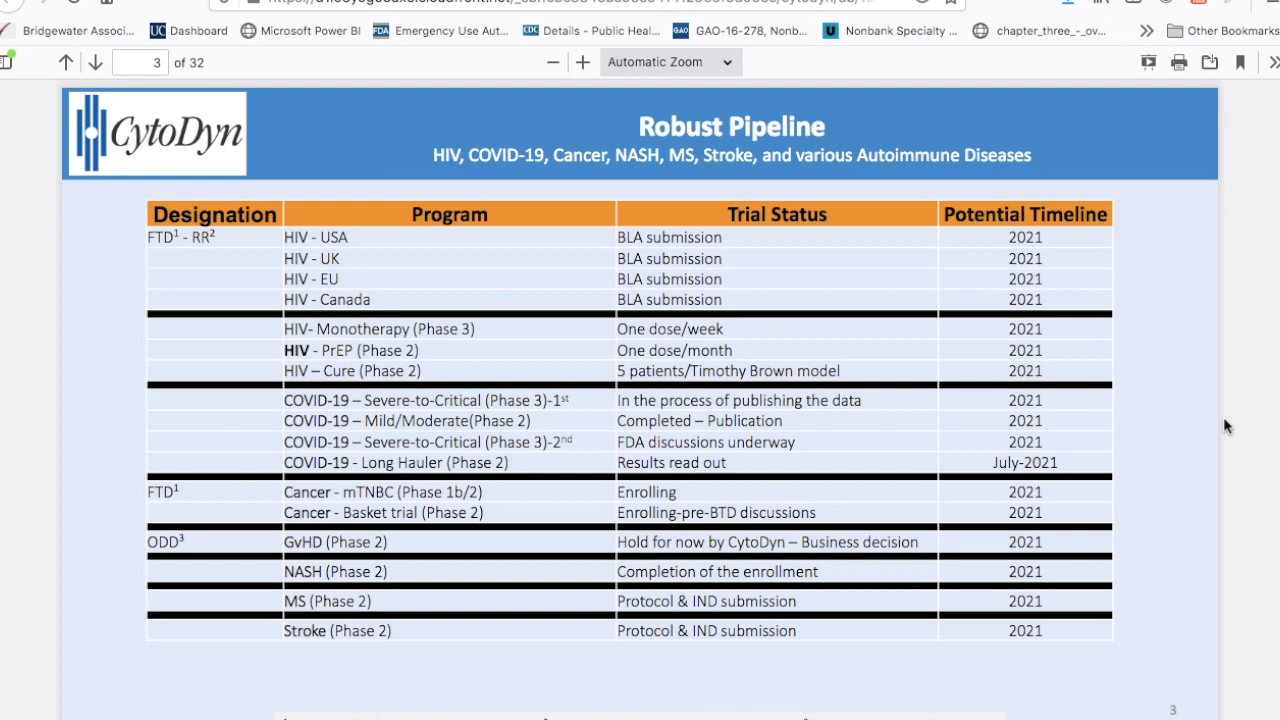 Bridgewater Associ... UC Dashboard Microsoft Power BI FDA Emergency Use Aut... CDC Details - Public Heal... GAO GAO-16-278, Nonb... U Nonbank Specialty ... chapter_three_-_ov... Other Bookmarks
3 of 32 Automatic Zoom
CytoDyn
Robust Pipeline
HIV, COVID-19, Cancer, NASH, MS, Stroke, and various Autoimmune Diseases
Designation Program Trial Status Potential Timeline
FTD¹ - RR² HIV - USA BLA submission 2021
HIV - UK BLA submission 2021
HIV - EU BLA submission 2021
HIV - Canada BLA submission 2021
HIV- Monotherapy (Phase 3) One dose/week 2021
HIV - PrEP (Phase 2) One dose/month 2021
HIV – Cure (Phase 2) 5 patients/Timothy Brown model 2021
COVID-19 – Severe-to-Critical (Phase 3)-1ˢᵗ In the process of publishing the data 2021
COVID-19 – Mild/Moderate(Phase 2) Completed – Publication 2021
COVID-19 – Severe-to-Critical (Phase 3)-2ⁿᵈ FDA discussions underway 2021
COVID-19 - Long Hauler (Phase 2) Results read out July-2021
FTD¹ Cancer - mTNBC (Phase 1b/2) Enrolling 2021
Cancer - Basket trial (Phase 2) Enrolling-pre-BTD discussions 2021
ODD³ GvHD (Phase 2) Hold for now by CytoDyn – Business decision 2021
NASH (Phase 2) Completion of the enrollment 2021
MS (Phase 2) Protocol & IND submission 2021
Stroke (Phase 2) Protocol & IND submission 2021
3